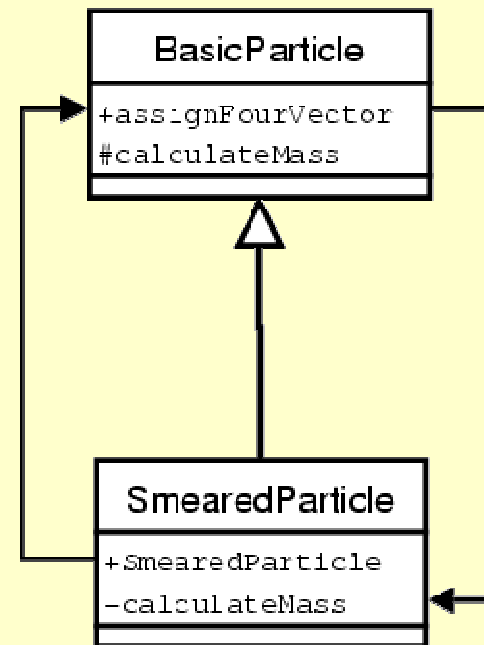 BasicParticle
+assignFourVector
#calculateMass
SmearedParticle
+SmearedParticle
-calculateMass